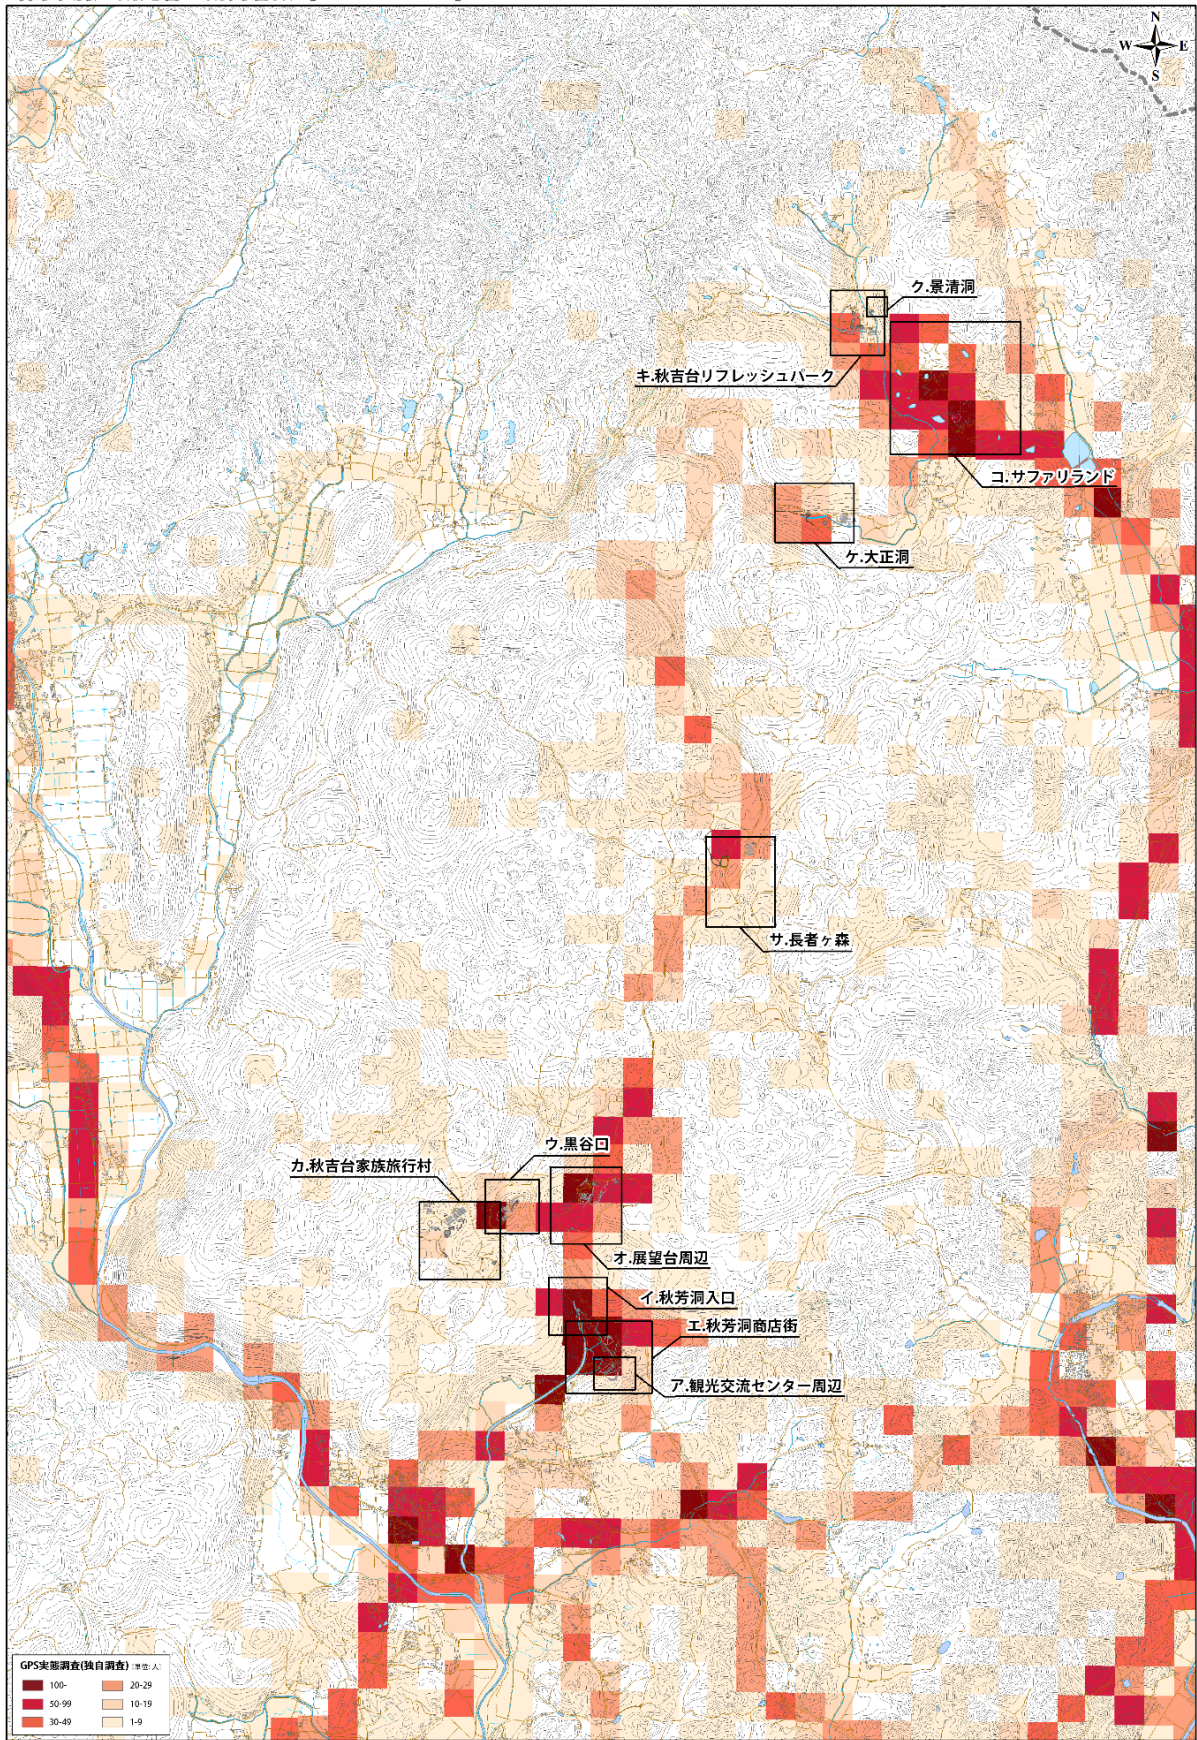 N
W E
S
ク.景清洞
キ.秋吉台リフレッシュパーク
コ.サファリランド
ケ.大正洞
サ.長者ヶ森
ウ.黒谷口
カ.秋吉台家族旅行村
オ.展望台周辺
イ.秋芳洞入口
エ.秋芳洞商店街
ア.観光交流センター周辺
GPS実態調査(独自調査) (単位:人)
100- 20-29
50-99 10-19
30-49 1-9